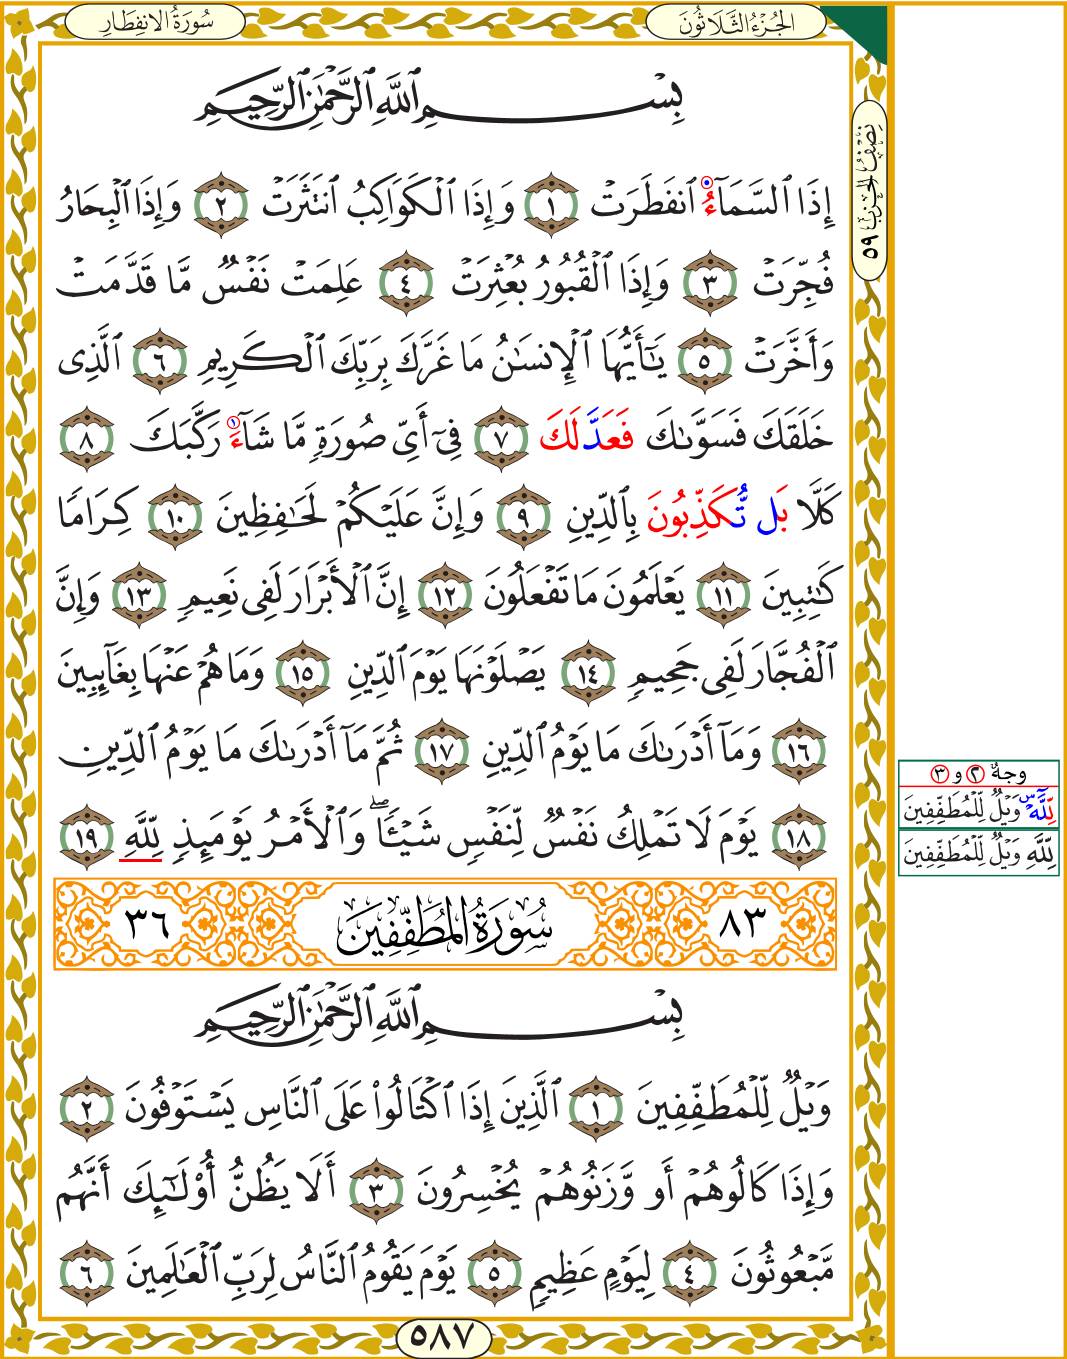 سُورَةُ الانفِطَارِ
الجُزْءُ الثَّلَاثُونَ
نِصْفُ الحِزْبِ ٥٩
بِسْمِ ٱللَّهِ ٱلرَّحْمَٰنِ ٱلرَّحِيمِ
إِذَا ٱلسَّمَآءُ ٱنفَطَرَتْ ١ وَإِذَا ٱلْكَوَاكِبُ ٱنتَثَرَتْ ٢ وَإِذَا ٱلْبِحَارُ
فُجِّرَتْ ٣ وَإِذَا ٱلْقُبُورُ بُعْثِرَتْ ٤ عَلِمَتْ نَفْسٌ مَّا قَدَّمَتْ
وَأَخَّرَتْ ٥ يَٰٓأَيُّهَا ٱلْإِنسَٰنُ مَا غَرَّكَ بِرَبِّكَ ٱلْكَرِيمِ ٦ ٱلَّذِى
خَلَقَكَ فَسَوَّىٰكَ فَعَدَّلَكَ ٧ فِىٓ أَىِّ صُورَةٍ مَّا شَآءَ ١ رَكَّبَكَ ٨
كَلَّا بَل تُّكَذِّبُونَ بِٱلدِّينِ ٩ وَإِنَّ عَلَيْكُمْ لَحَٰفِظِينَ ١٠ كِرَامًا
كَٰتِبِينَ ١١ يَعْلَمُونَ مَا تَفْعَلُونَ ١٢ إِنَّ ٱلْأَبْرَارَ لَفِى نَعِيمٍ ١٣ وَإِنَّ
ٱلْفُجَّارَ لَفِى جَحِيمٍ ١٤ يَصْلَوْنَهَا يَوْمَ ٱلدِّينِ ١٥ وَمَا هُمْ عَنْهَا بِغَآئِبِينَ
١٦ وَمَآ أَدْرَىٰكَ مَا يَوْمُ ٱلدِّينِ ١٧ ثُمَّ مَآ أَدْرَىٰكَ مَا يَوْمُ ٱلدِّينِ
١٨ يَوْمَ لَا تَمْلِكُ نَفْسٌ لِّنَفْسٍ شَيْـًٔا ۖ وَٱلْأَمْرُ يَوْمَئِذٍ لِّلَّهِ ١٩
وجهٌ ٢ و ٣
لِّلَّهِ ۜ وَيْلٌ لِّلْمُطَفِّفِينَ
لِّلَّهِ وَيْلٌ لِّلْمُطَفِّفِينَ
٨٣ سُورَةُ المُطَفِّفِينَ ٣٦
بِسْمِ ٱللَّهِ ٱلرَّحْمَٰنِ ٱلرَّحِيمِ
وَيْلٌ لِّلْمُطَفِّفِينَ ١ ٱلَّذِينَ إِذَا ٱكْتَالُوا۟ عَلَى ٱلنَّاسِ يَسْتَوْفُونَ ٢
وَإِذَا كَالُوهُمْ أَو وَّزَنُوهُمْ يُخْسِرُونَ ٣ أَلَا يَظُنُّ أُو۟لَٰٓئِكَ أَنَّهُم
مَّبْعُوثُونَ ٤ لِيَوْمٍ عَظِيمٍ ٥ يَوْمَ يَقُومُ ٱلنَّاسُ لِرَبِّ ٱلْعَٰلَمِينَ ٦
٥٨٧